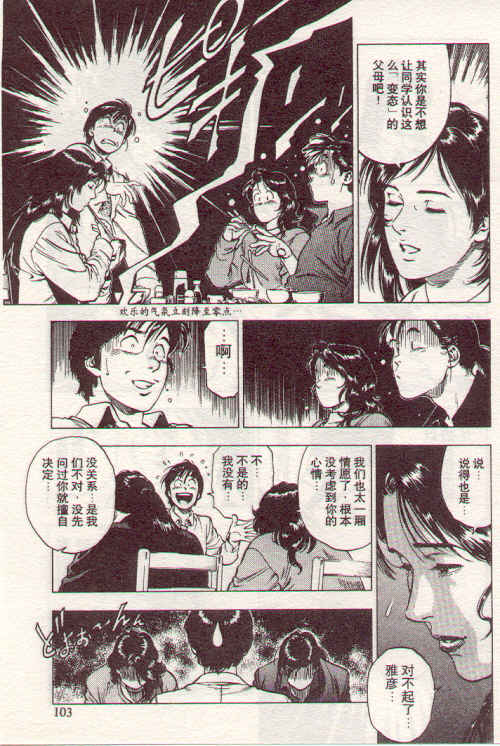 其实你是不想
让同学认识这
么「变态」的
父母吧！
欢乐的气氛立刻降至零点…
…啊…
说…
说得也是…
我们也太一厢
情愿了，根本
没考虑到你的
心情…
不…
不是的
我没有…
没关系…是我
们不对，没先
问过你就擅自
决定…
对不起了…
雅彦…
103